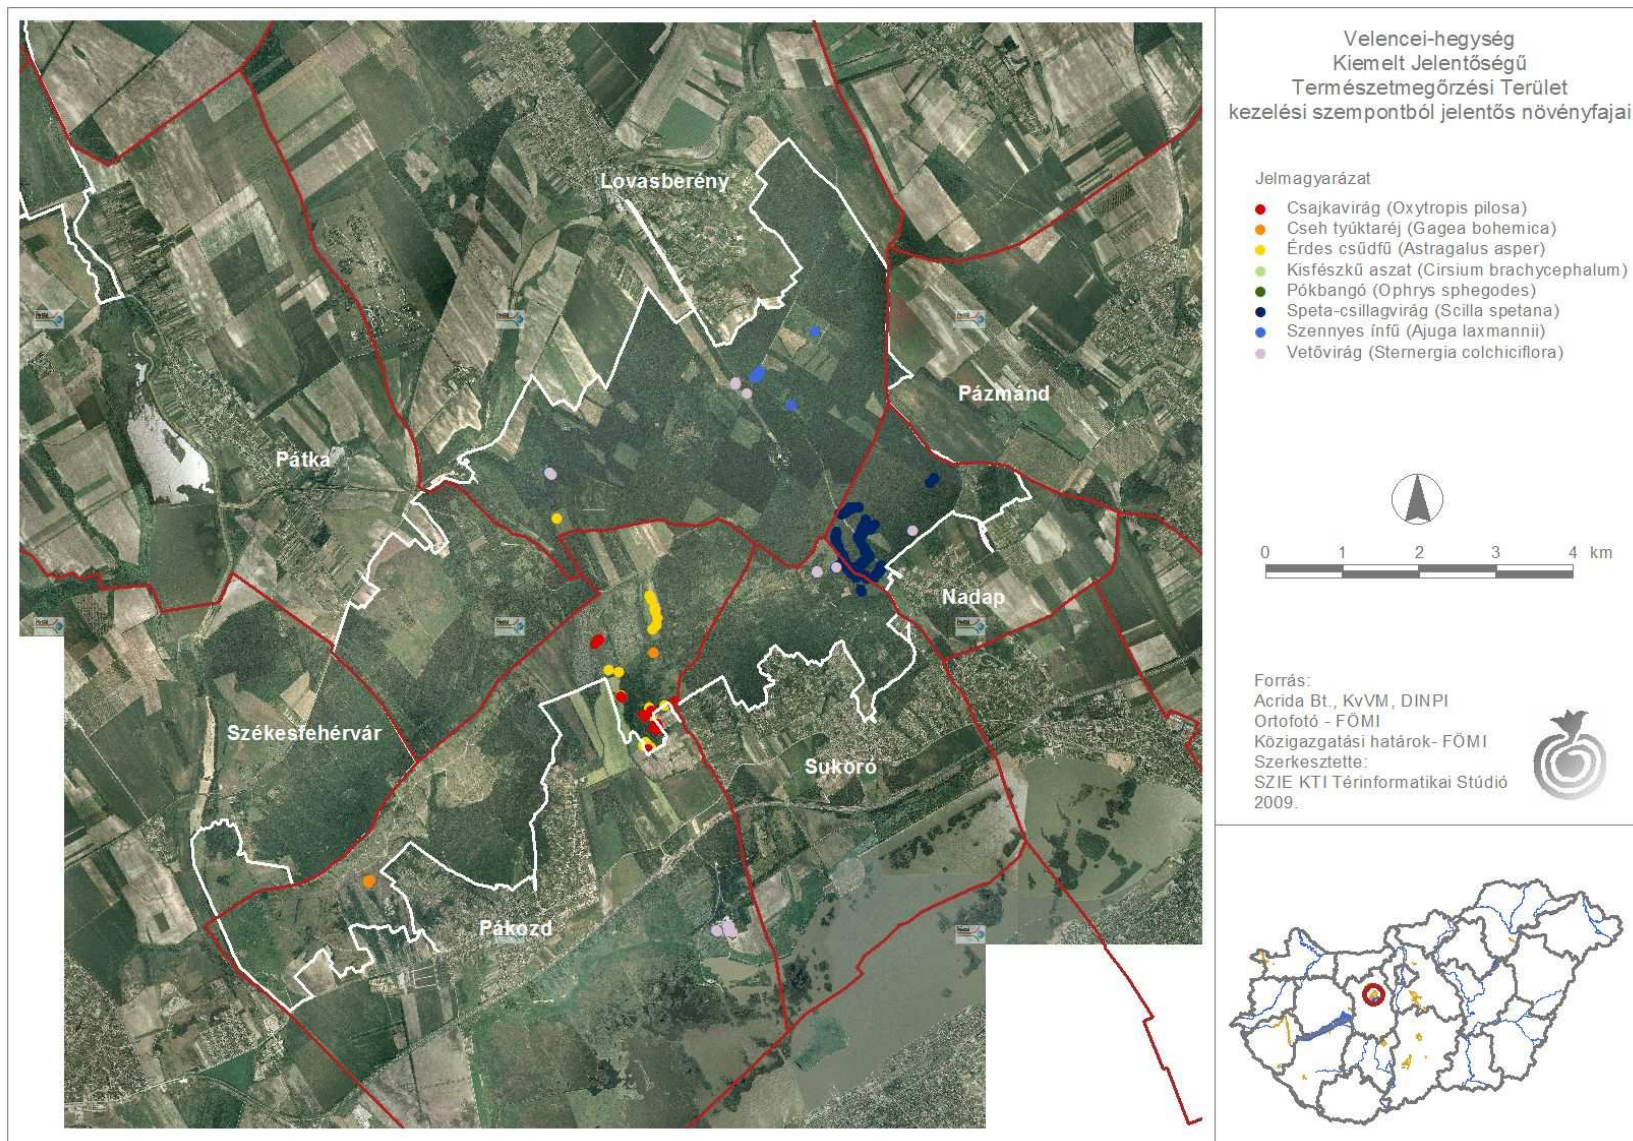 Velencei-hegység
Kiemelt Jelentőségű
Természetmegőrzési Terület
kezelési szempontból jelentős növényfajai
Jelmagyarázat
Csajkavirág (Oxytropis pilosa)
Cseh tyúktaréj (Gagea bohemica)
Érdes csűdfű (Astragalus asper)
Kisfészkű aszat (Cirsium brachycephalum)
Pókbangó (Ophrys sphegodes)
Speta-csillagvirág (Scilla spetana)
Szennyes ínfű (Ajuga laxmannii)
Vetővirág (Sternergia colchiciflora)
0 1 2 3 4 km
Forrás:
Acrida Bt., KvVM, DINPI
Ortofotó - FÖMI
Közigazgatási határok- FÖMI
Szerkesztette:
SZIE KTI Térinformatikai Stúdió
2009.
Lovasberény
Pázmánd
Pátka
Nadap
Székesfehérvár
Sukoró
Pákozd